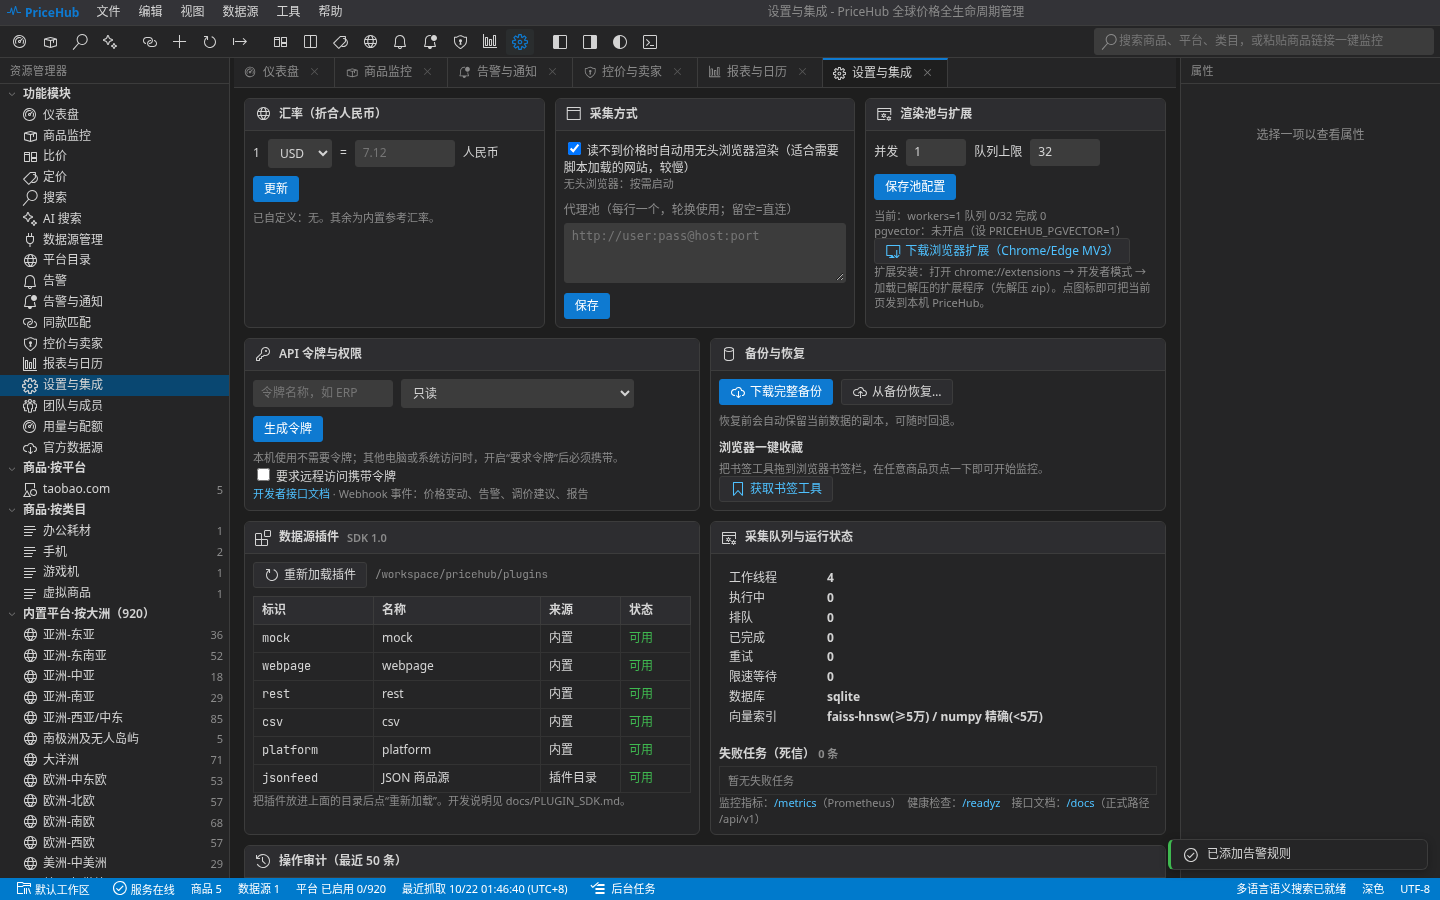 PriceHub 文件 编辑 视图 数据源 工具 帮助 设置与集成 - PriceHub 全球价格全生命周期管理
搜索商品、平台、类目，或粘贴商品链接一键监控
资源管理器
功能模块
仪表盘
商品监控
比价
定价
搜索
AI 搜索
数据源管理
平台目录
告警
告警与通知
同款匹配
控价与卖家
报表与日历
设置与集成
团队与成员
用量与配额
官方数据源
商品·按平台
taobao.com 5
商品·按类目
办公耗材 1
手机 2
游戏机 1
虚拟商品 1
内置平台·按大洲（920）
亚洲-东亚 36
亚洲-东南亚 52
亚洲-中亚 18
亚洲-南亚 29
亚洲-西亚/中东 85
南极洲及无人岛屿 5
大洋洲 71
欧洲-中东欧 53
欧洲-北欧 57
欧洲-南欧 68
欧洲-西欧 57
美洲-中美洲 29
仪表盘 商品监控 告警与通知 控价与卖家 报表与日历 设置与集成
汇率（折合人民币）
1 USD = 7.12 人民币
更新
已自定义：无。其余为内置参考汇率。
采集方式
读不到价格时自动用无头浏览器渲染（适合需要
脚本加载的网站，较慢）
无头浏览器：按需启动
代理池（每行一个，轮换使用；留空=直连）
http://user:pass@host:port
保存
渲染池与扩展
并发 1 队列上限 32
保存池配置
当前：workers=1 队列 0/32 完成 0
pgvector：未开启（设 PRICEHUB_PGVECTOR=1）
下载浏览器扩展（Chrome/Edge MV3）
扩展安装：打开 chrome://extensions → 开发者模式 →
加载已解压的扩展程序（先解压 zip）。点图标即可把当前
页发到本机 PriceHub。
API 令牌与权限
令牌名称，如 ERP 只读
生成令牌
本机使用不需要令牌；其他电脑或系统访问时，开启“要求令牌”后必须携带。
要求远程访问携带令牌
开发者接口文档 · Webhook 事件：价格变动、告警、调价建议、报告
备份与恢复
下载完整备份 从备份恢复...
恢复前会自动保留当前数据的副本，可随时回退。
浏览器一键收藏
把书签工具拖到浏览器书签栏，在任意商品页点一下即可开始监控。
获取书签工具
数据源插件 SDK 1.0
重新加载插件 /workspace/pricehub/plugins
标识 名称 来源 状态
mock mock 内置 可用
webpage webpage 内置 可用
rest rest 内置 可用
csv csv 内置 可用
platform platform 内置 可用
jsonfeed JSON 商品源 插件目录 可用
把插件放进上面的目录后点“重新加载”。开发说明见 docs/PLUGIN_SDK.md。
采集队列与运行状态
工作线程 4
执行中 0
排队 0
已完成 0
重试 0
限速等待 0
数据库 sqlite
向量索引 faiss-hnsw(≥5万) / numpy 精确(<5万)
失败任务（死信） 0 条
暂无失败任务
监控指标：/metrics（Prometheus） 健康检查：/readyz 接口文档：/docs（正式路径
/api/v1）
操作审计（最近 50 条）
属性
选择一项以查看属性
已添加告警规则
默认工作区 服务在线 商品 5 数据源 1 平台 已启用 0/920 最近抓取 10/22 01:46:40 (UTC+8) 后台任务 多语言语义搜索已就绪 深色 UTF-8